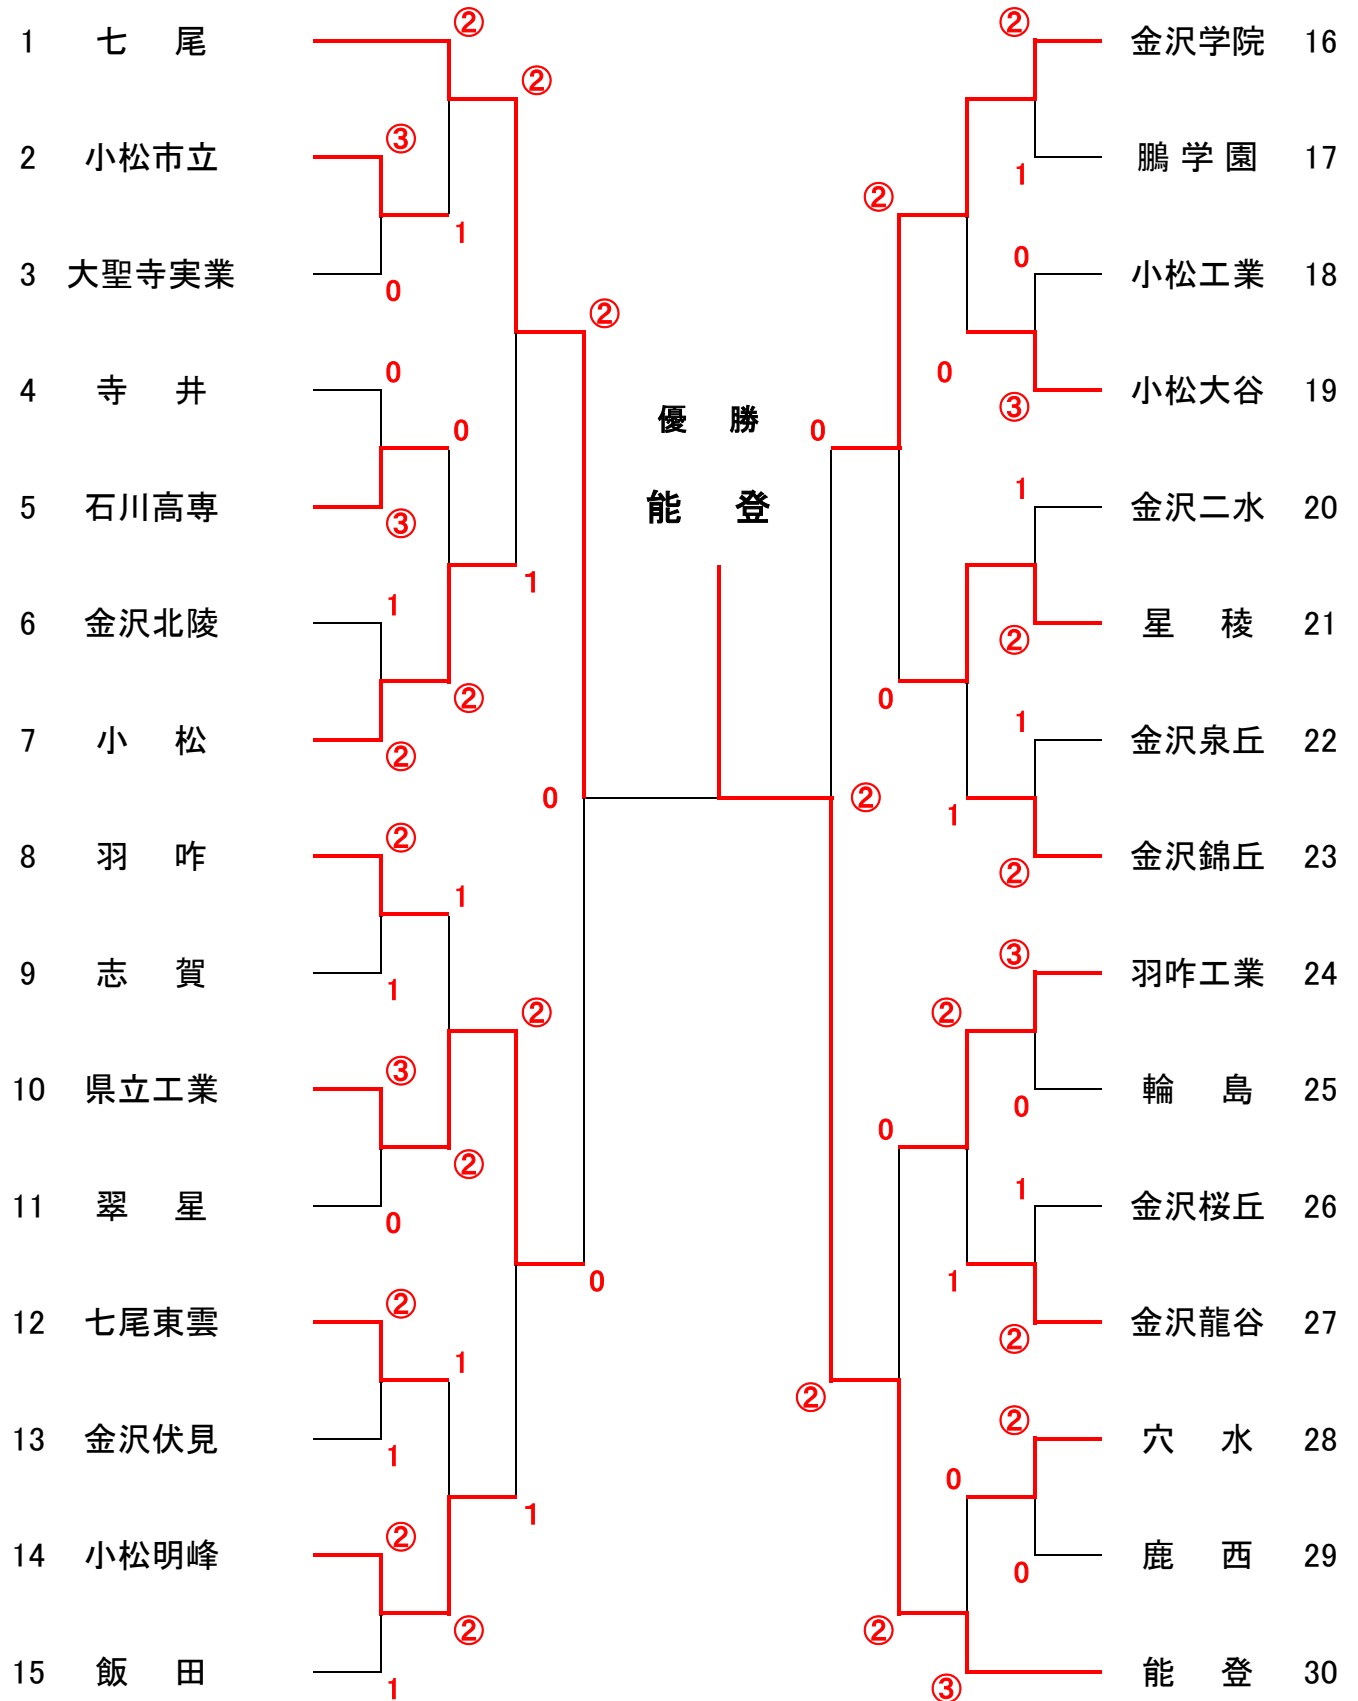 ② ②
1 七 尾 金沢学院 16
②
③
2 小松市立 鵬学園 17
1
②
1
0
3 大聖寺実業 小松工業 18
0
②
0 0
4 寺 井 小松大谷 19
③
優 勝
0 0
1
5 石川高専 能 登 金沢二水 20
③
1
1
6 金沢北陵 星 稜 21
②
② 0
1
7 小 松 金沢泉丘 22
②
0 ②
1
②
8 羽 咋 金沢錦丘 23
②
1
③
9 志 賀 羽咋工業 24
1
② ②
③
10 県立工業 輪 島 25
0
0
②
1
11 翠 星 金沢桜丘 26
0
0 1
②
12 七尾東雲 金沢龍谷 27
②
1
②
②
13 金沢伏見 穴 水 28
1
0
1
②
14 小松明峰 鹿 西 29
0
② ②
15 飯 田 能 登 30
1 ③